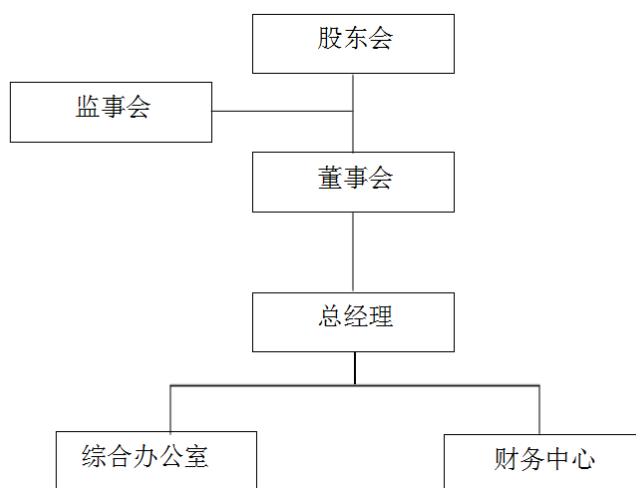 股东会
监事会
董事会
总经理
综合办公室
财务中心